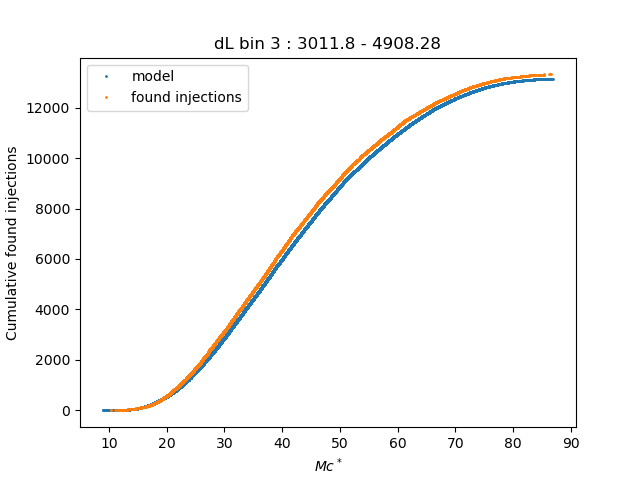 dL bin 3 : 3011.8 - 4908.28
model
found injections
Cumulative found injections
12000
10000
8000
6000
4000
2000
0
10 20 30 40 50 60 70 80 90
Mc*